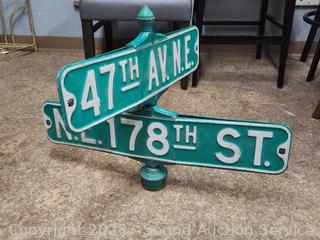 47TH AV. N.E.
N.E. 178TH ST.
Copyright 2023 - Sound Auction Service